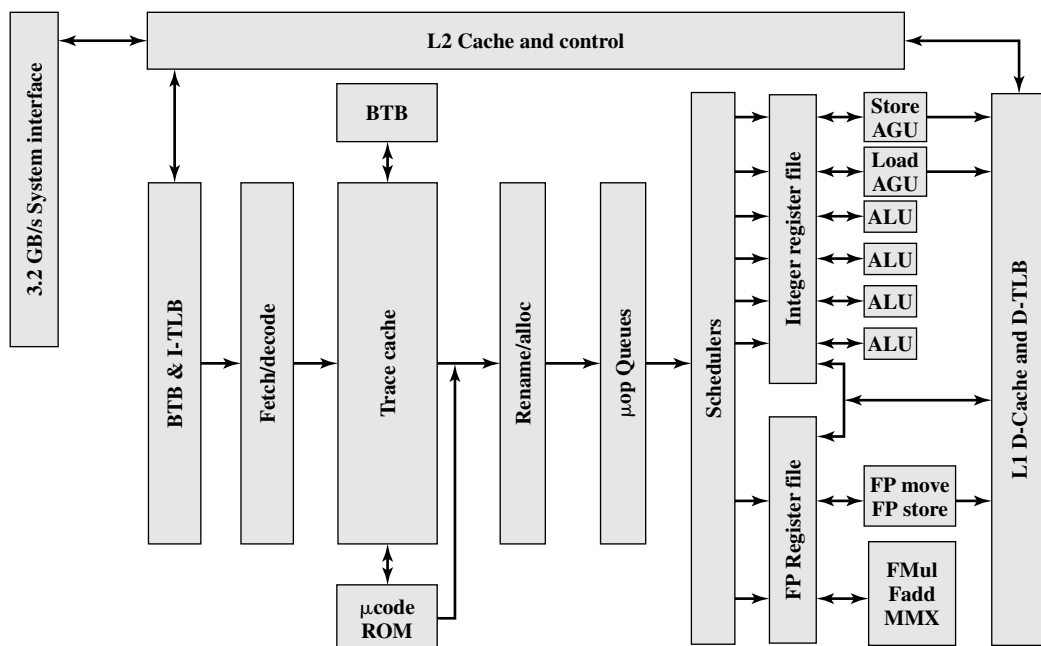 3.2 GB/s System interface
L2 Cache and control
BTB
BTB & I-TLB
Fetch/decode
Trace cache
μcode
ROM
Rename/alloc
μop Queues
Schedulers
Integer register file
FP Register file
Store
AGU
Load
AGU
ALU
ALU
ALU
ALU
FP move
FP store
FMul
Fadd
MMX
L1 D-Cache and D-TLB